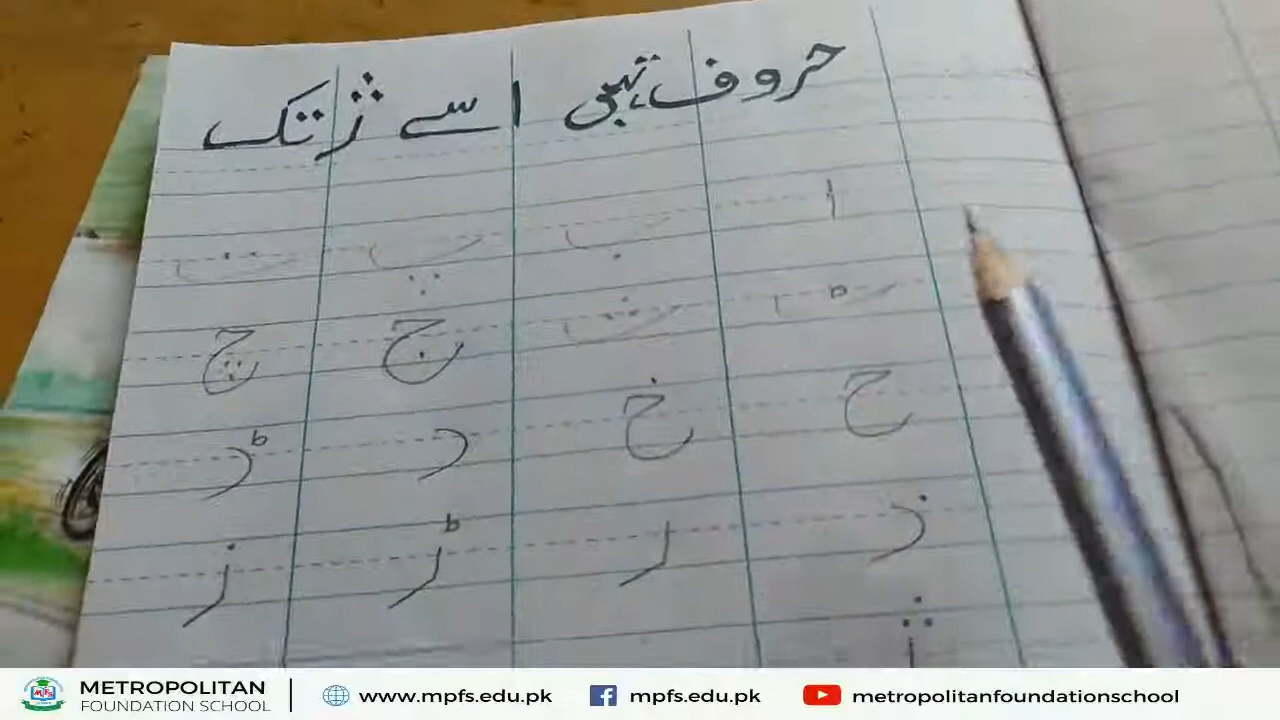 حروف تہجی ا سے ژ تک
ا ب پ ت
ٹ ث ج چ
ح خ د ڈ
ذ ر ڑ ز
ژ
METROPOLITAN
FOUNDATION SCHOOL
www.mpfs.edu.pk
mpfs.edu.pk
metropolitanfoundationschool